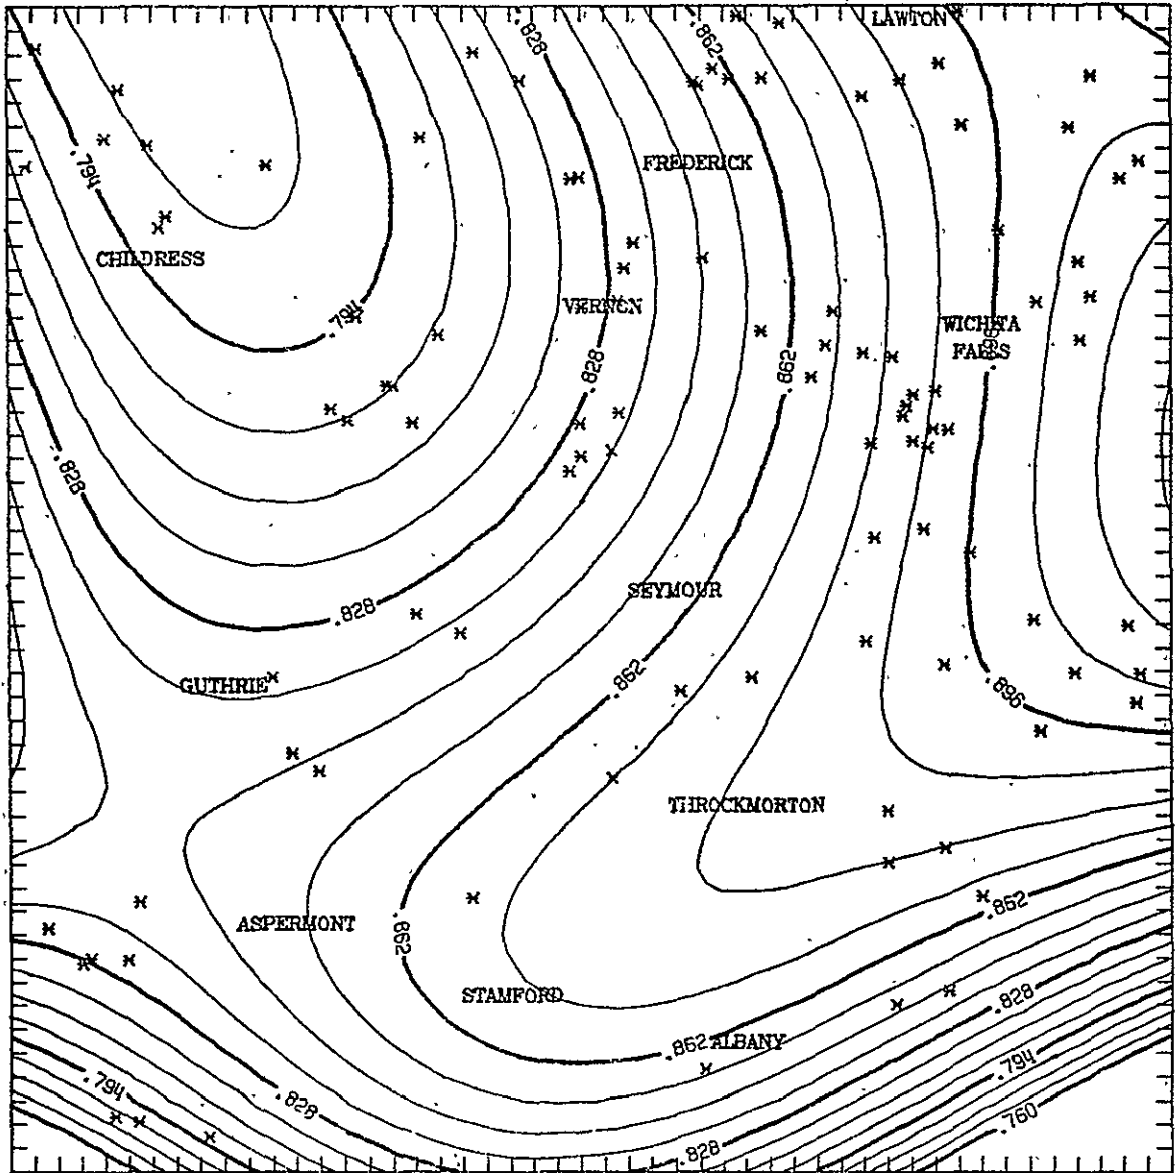 LAWTON
.828
.862
.794
FREDERICK
CHILDRESS
VERNON
.794
WICHITA
FALLS
.828
.862
.828
SEYMOUR
.828
.862
GUTHRIE
.896
THROCKMORTON
.862
ASPERMONT
.862
STAMFORD
.828
.862
ALBANY
.794
.794
.828
.760
.828